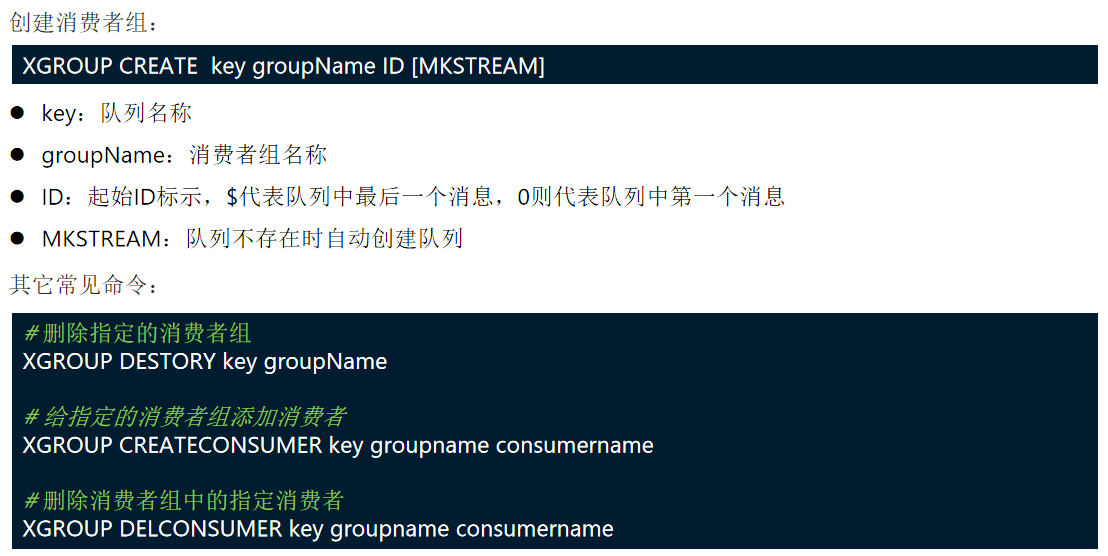 创建消费者组：
XGROUP CREATE  key groupName ID [MKSTREAM]
● key：队列名称
● groupName：消费者组名称
● ID：起始ID标示，$代表队列中最后一个消息，0则代表队列中第一个消息
● MKSTREAM：队列不存在时自动创建队列
其它常见命令：
# 删除指定的消费者组
XGROUP DESTORY key groupName
# 给指定的消费者组添加消费者
XGROUP CREATECONSUMER key groupname consumername
# 删除消费者组中的指定消费者
XGROUP DELCONSUMER key groupname consumername